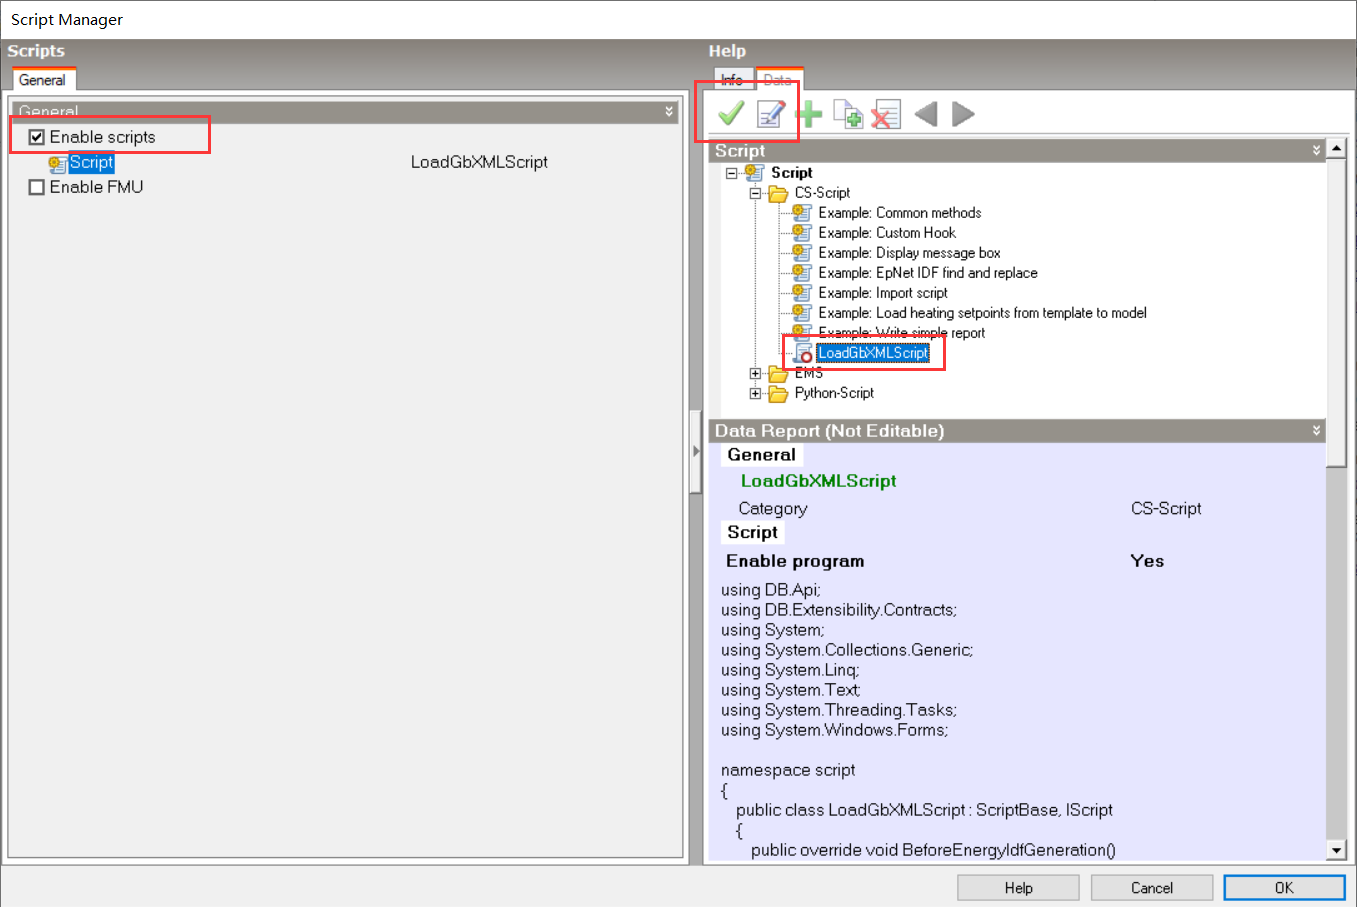 Script Manager
Scripts
General
General
Enable scripts
Script LoadGbXMLScript
Enable FMU
Help
Info Data
Script
Script
CS-Script
Example: Common methods
Example: Custom Hook
Example: Display message box
Example: EpNet IDF find and replace
Example: Import script
Example: Load heating setpoints from template to model
Example: Write simple report
LoadGbXMLScript
EMS
Python-Script
Data Report (Not Editable)
General
LoadGbXMLScript
Category CS-Script
Script
Enable program Yes
using DB.Api;
using DB.Extensibility.Contracts;
using System;
using System.Collections.Generic;
using System.Linq;
using System.Text;
using System.Threading.Tasks;
using System.Windows.Forms;
namespace script
{
public class LoadGbXMLScript : ScriptBase, IScript
{
public override void BeforeEnergyIdfGeneration()
Help Cancel OK